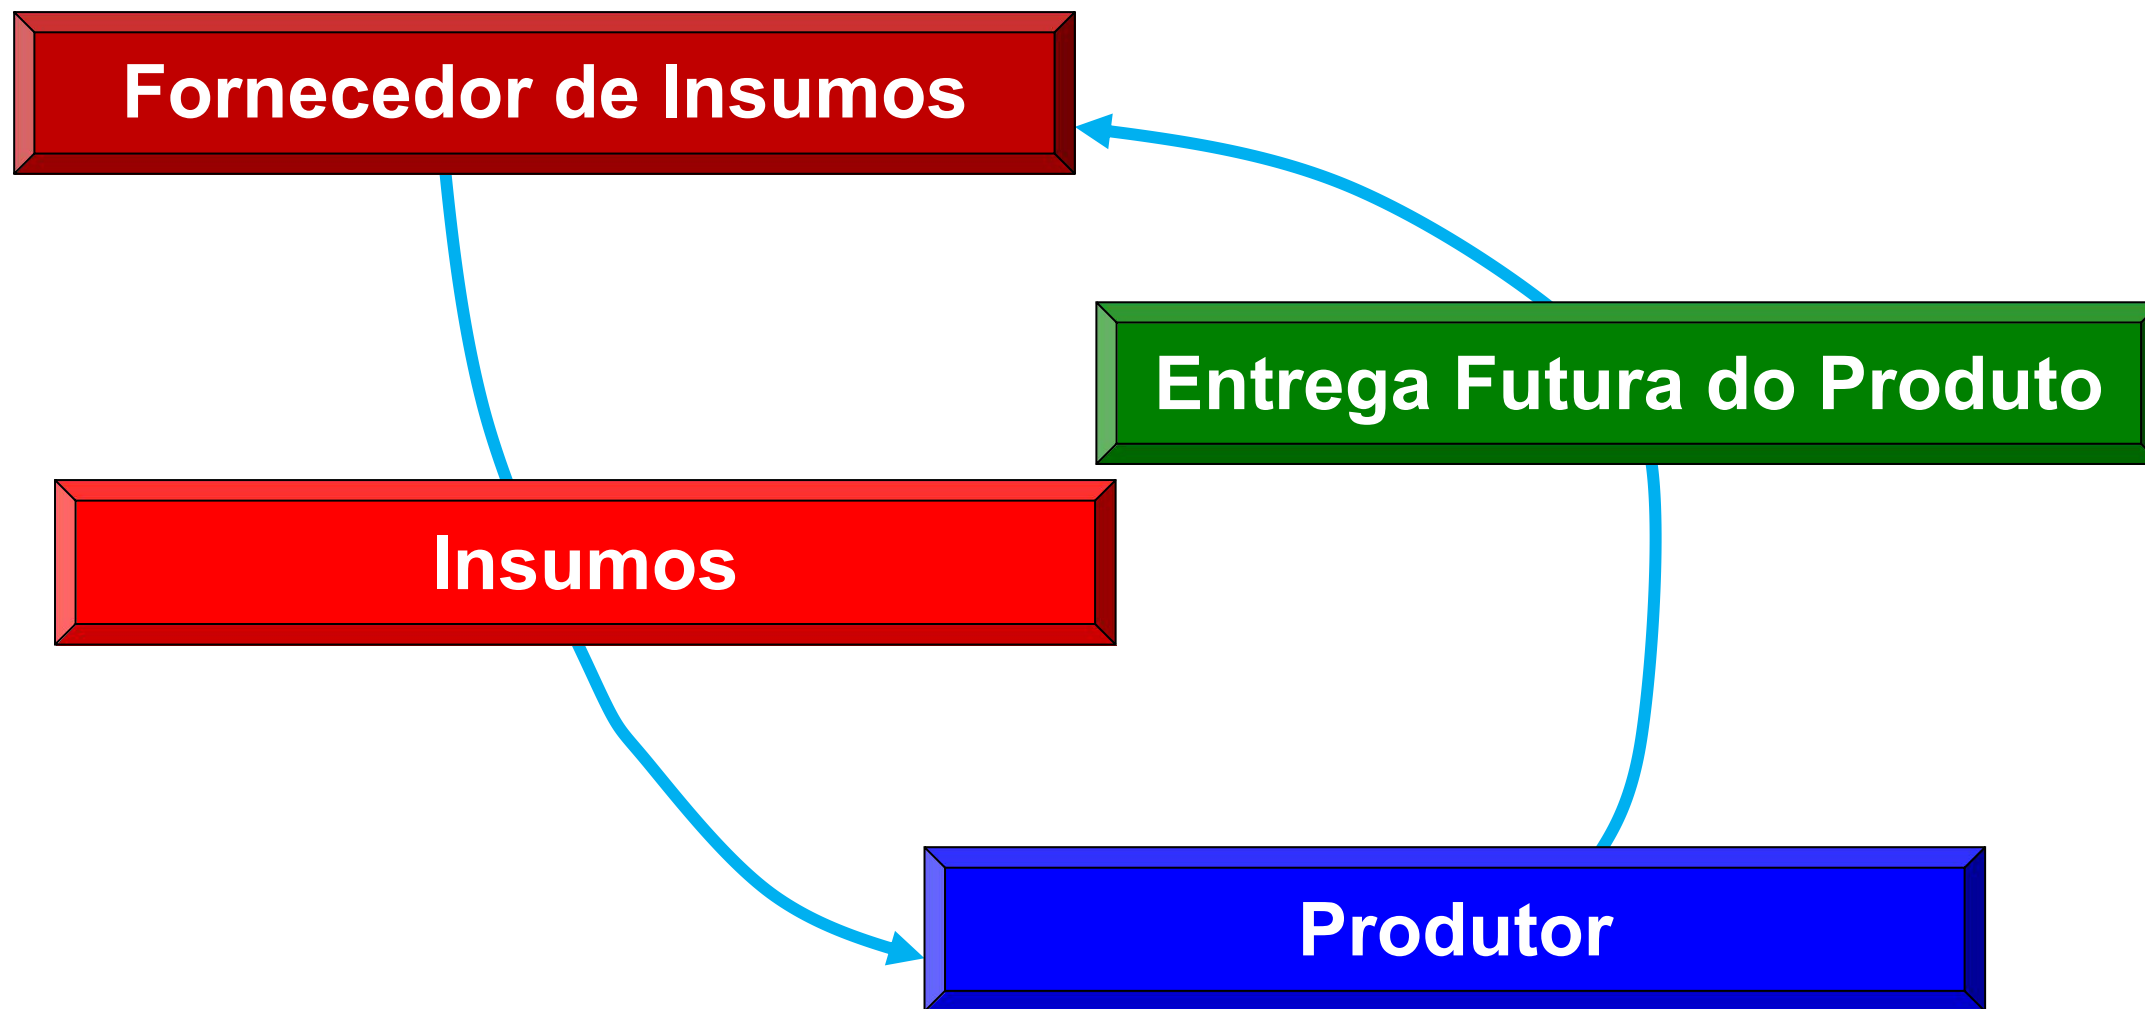 Fornecedor de Insumos
Entrega Futura do Produto
Insumos
Produtor